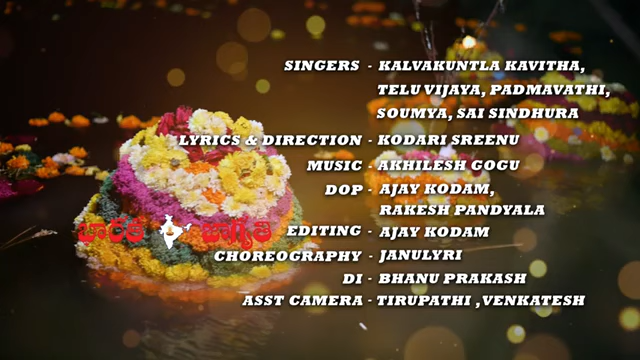 SINGERS - KALVAKUNTLA KAVITHA,
TELU VIJAYA, PADMAVATHI,
SOUMYA, SAI SINDHURA
LYRICS & DIRECTION - KODARI SREENU
MUSIC - AKHILESH GOGU
DOP - AJAY KODAM,
RAKESH PANDYALA
భారత జాగృతి
EDITING - AJAY KODAM
CHOREOGRAPHY - JANULYRI
DI - BHANU PRAKASH
ASST CAMERA - TIRUPATHI ,VENKATESH